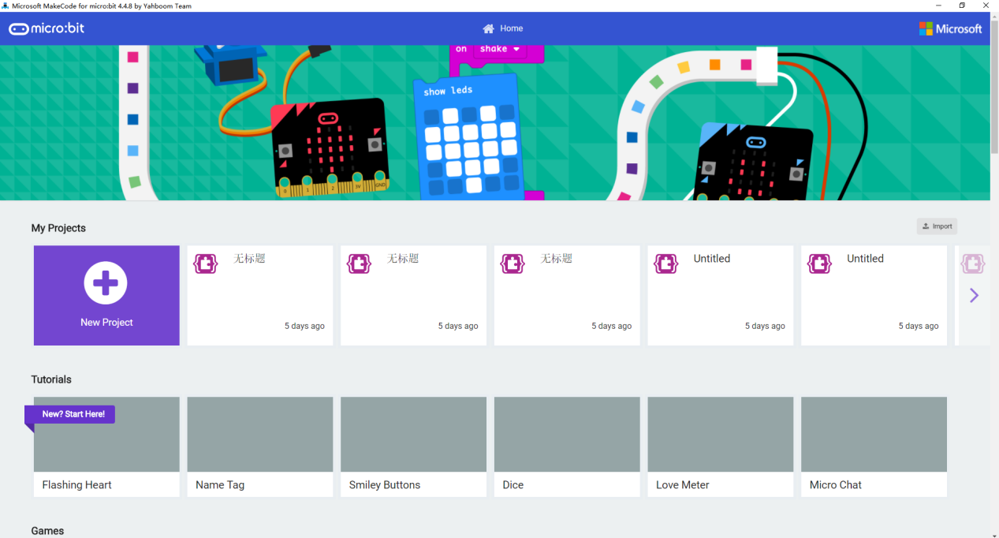 Microsoft MakeCode for micro:bit 4.4.8 by Yahboom Team
micro:bit
Home
Microsoft
on shake
show leds
0 1 2 3V GND
My Projects
Import
New Project
无标题
5 days ago
无标题
5 days ago
无标题
5 days ago
Untitled
5 days ago
Untitled
5 days ago
Tutorials
New? Start Here!
Flashing Heart
Name Tag
Smiley Buttons
Dice
Love Meter
Micro Chat
Games